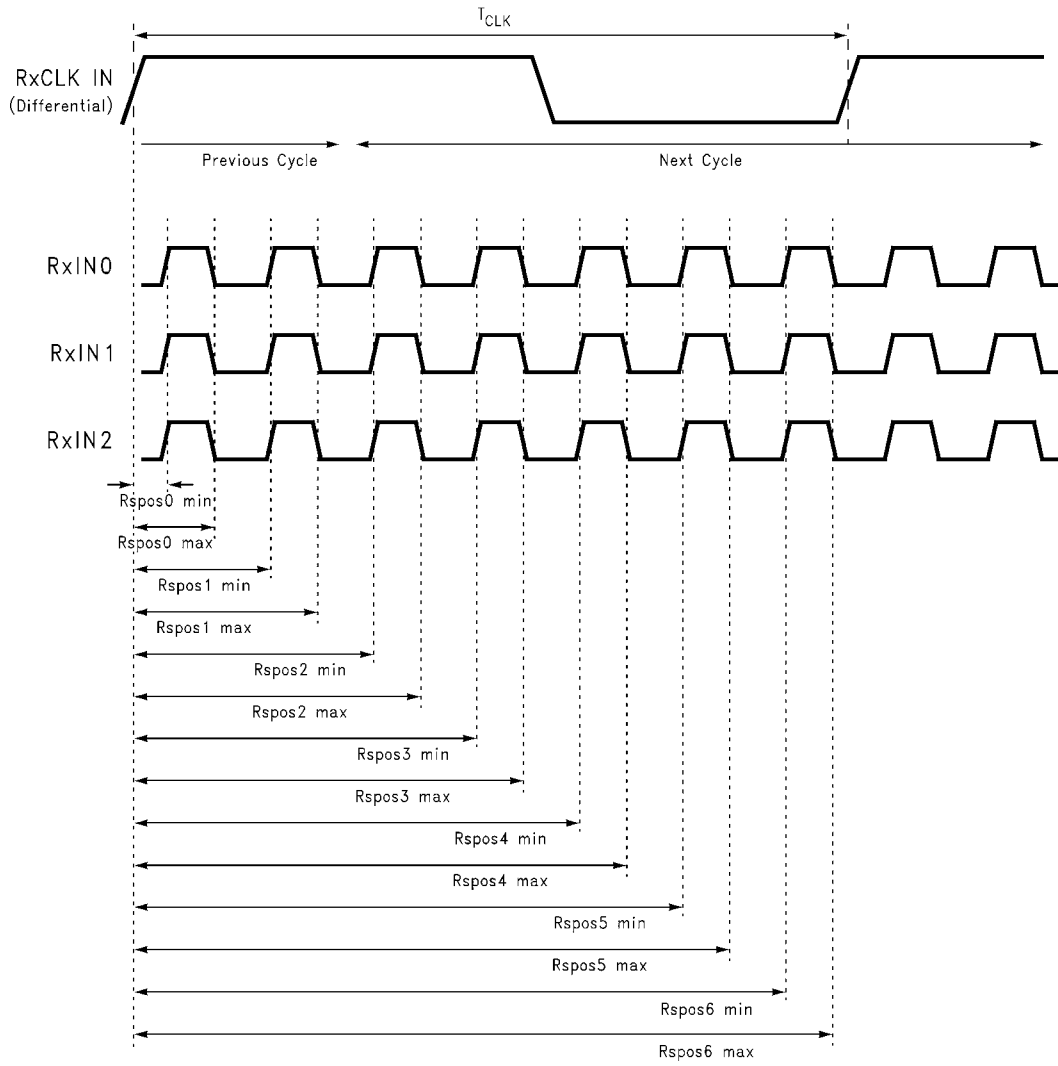 TCLK
RxCLK IN
(Differential)
Previous Cycle
Next Cycle
RxIN0
RxIN1
RxIN2
Rspos0 min
Rspos0 max
Rspos1 min
Rspos1 max
Rspos2 min
Rspos2 max
Rspos3 min
Rspos3 max
Rspos4 min
Rspos4 max
Rspos5 min
Rspos5 max
Rspos6 min
Rspos6 max